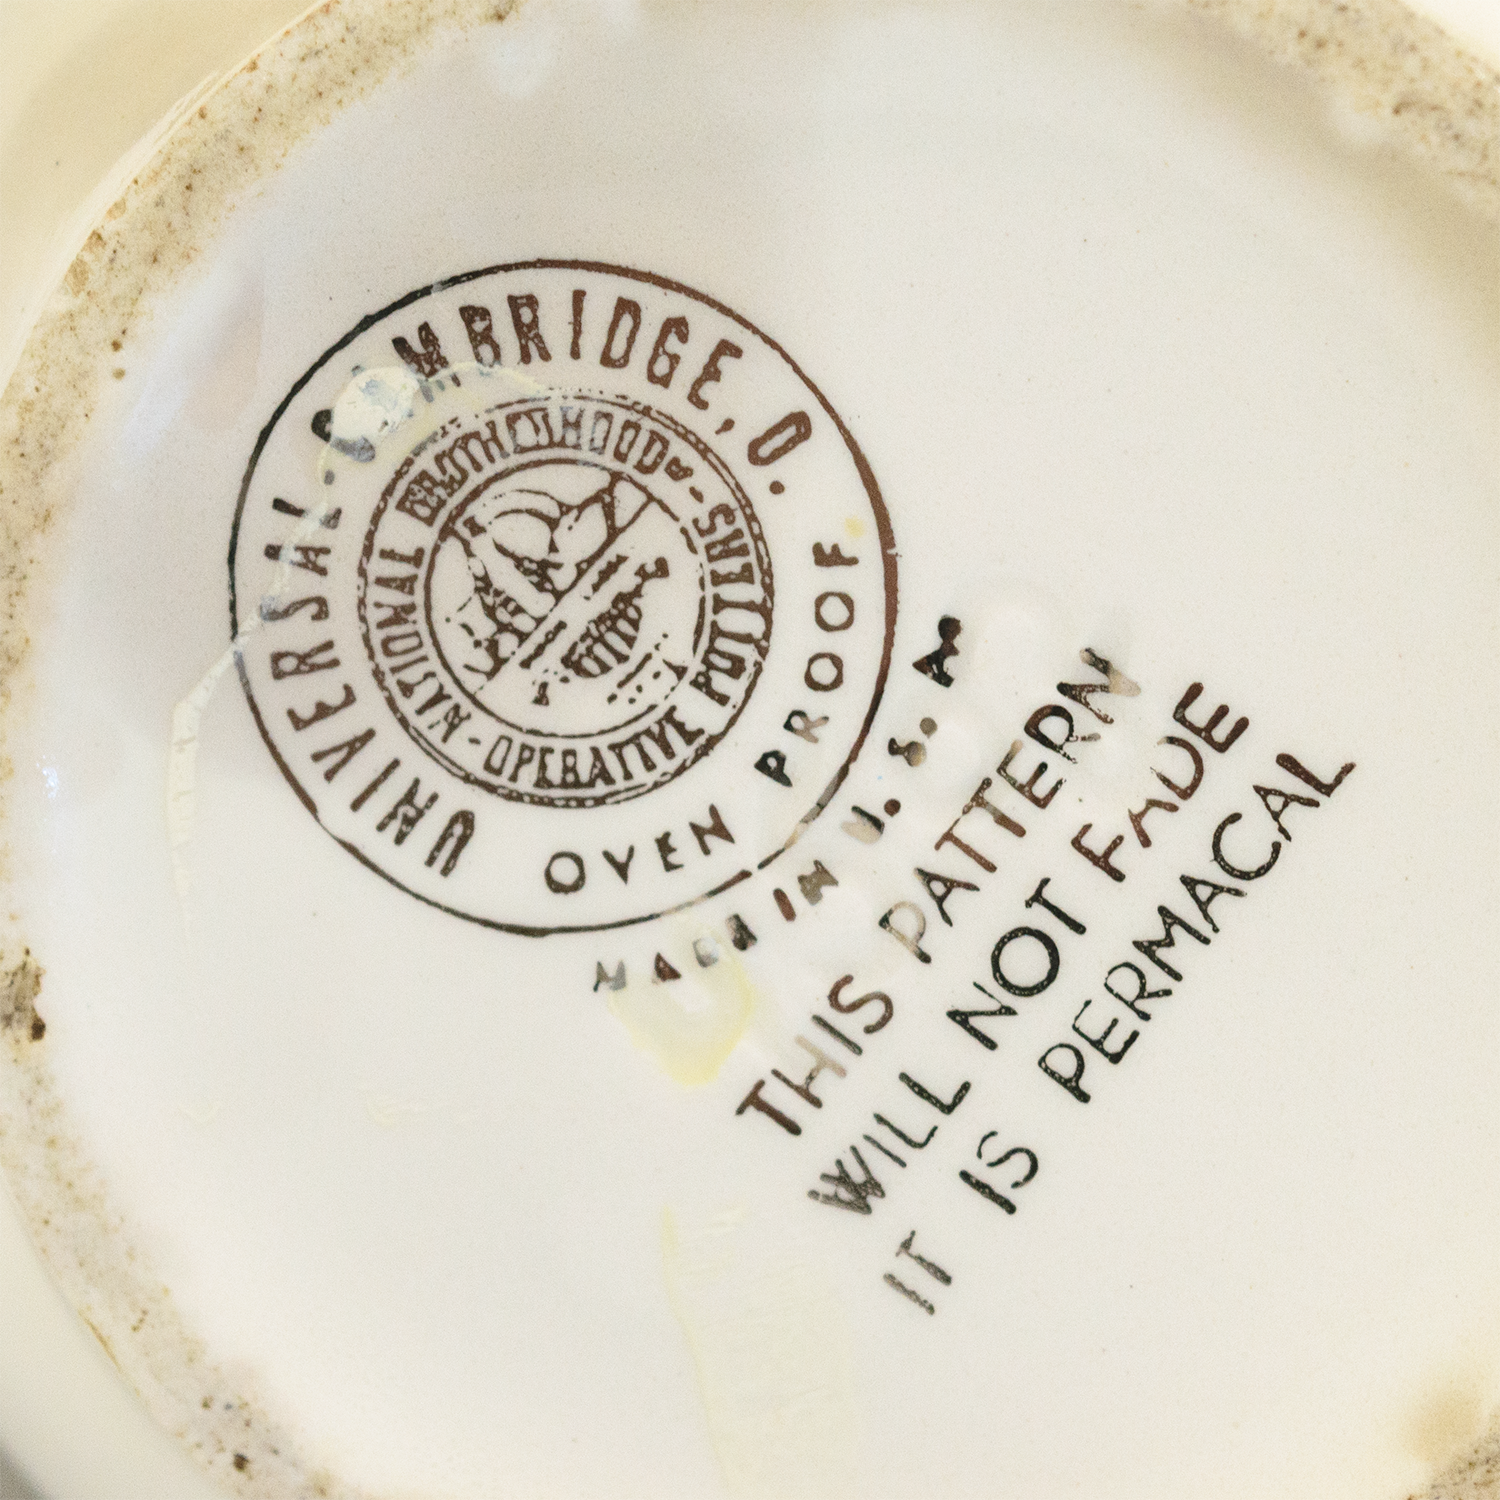 UNIVERSAL · CAMBRIDGE, O.
OVEN PROOF
NATIONAL BROTHERHOOD
OPERATIVE POTTERS
MADE IN U.S.A
THIS PATTERN
WILL NOT FADE
IT IS PERMACAL